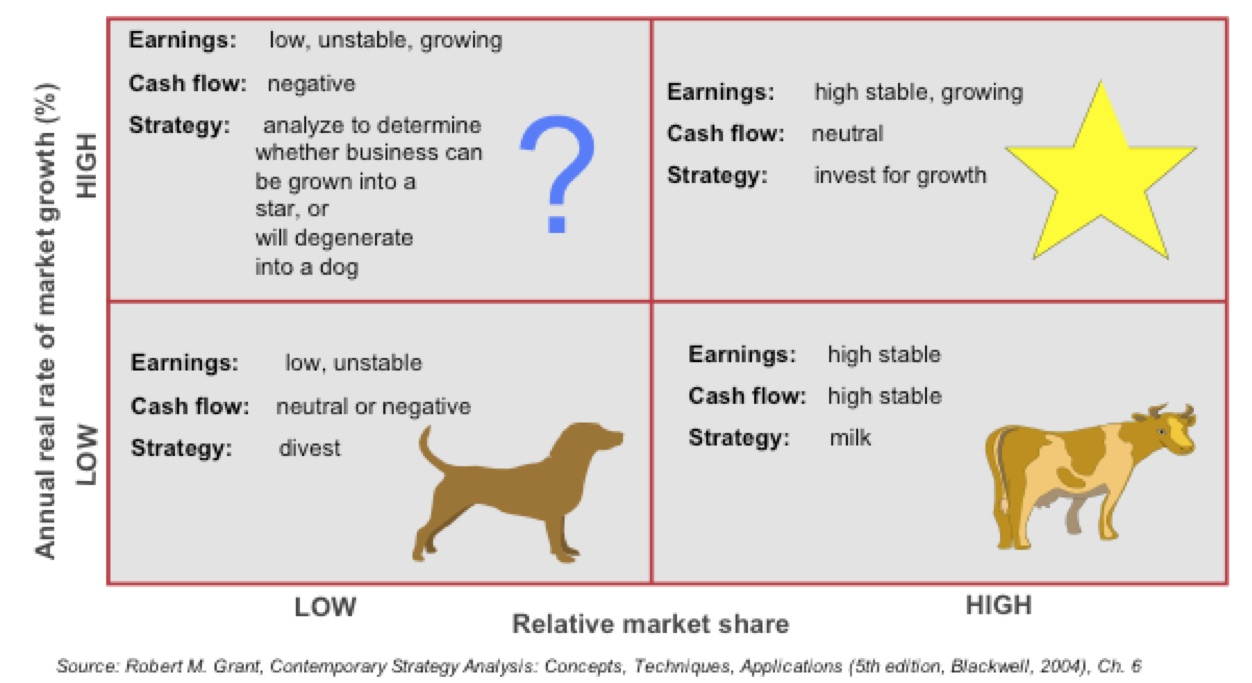 Annual real rate of market growth (%)
HIGH
Earnings: low, unstable, growing
Cash flow: negative
Strategy: analyze to determine
whether business can
be grown into a
star, or
will degenerate
into a dog
?
Earnings: high stable, growing
Cash flow: neutral
Strategy: invest for growth
LOW
Earnings: low, unstable
Cash flow: neutral or negative
Strategy: divest
Earnings: high stable
Cash flow: high stable
Strategy: milk
LOW
HIGH
Relative market share
Source: Robert M. Grant, Contemporary Strategy Analysis: Concepts, Techniques, Applications (5th edition, Blackwell, 2004), Ch. 6